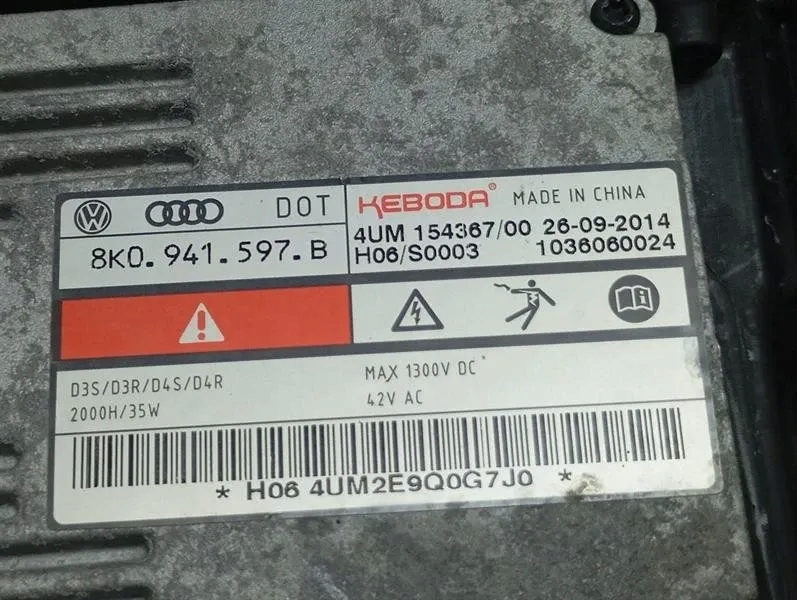 DOT
8K0.941.597.B
KEBODA® MADE IN CHINA
4UM 154367/00 26-09-2014
H06/S0003 1036060024
D3S/D3R/D4S/D4R
2000H/35W
MAX 1300V DC
42V AC
* H06 4UM2E9Q0G7J0 *